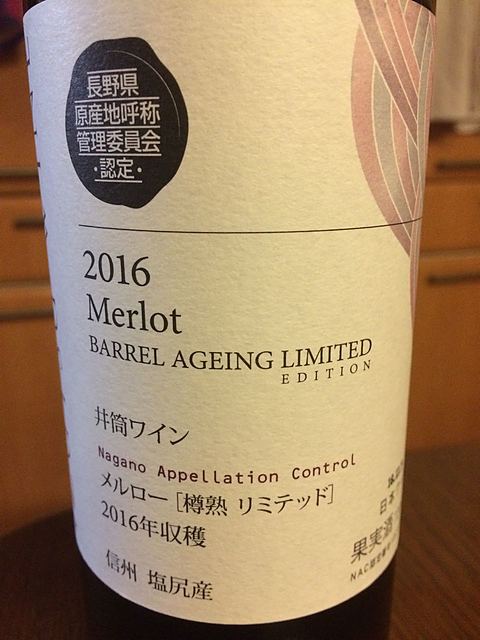 長野県
原産地呼称
管理委員会
・認定・
2016
Merlot
BARREL AGEING LIMITED
EDITION
井筒ワイン
Nagano Appellation Control
メルロー [樽熟 リミテッド]
2016年収穫
信州 塩尻産
日本
果実酒